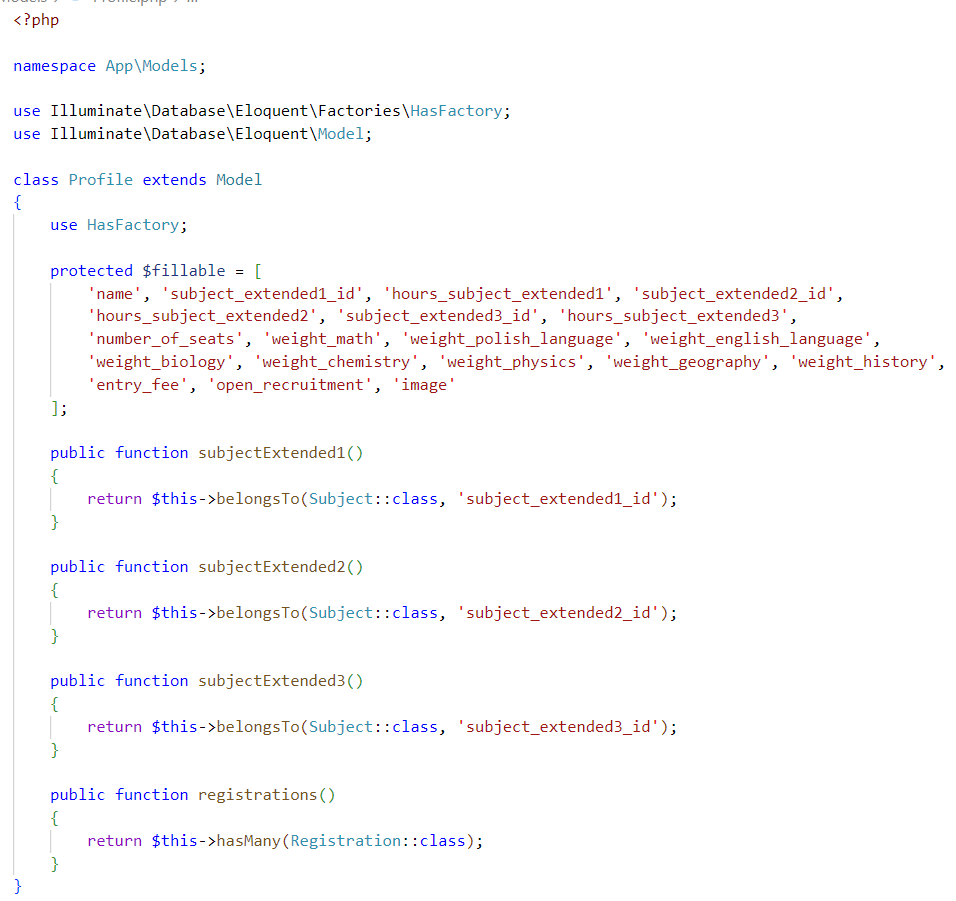 Models > Profile.php > ...
<?php

namespace App\Models;

use Illuminate\Database\Eloquent\Factories\HasFactory;
use Illuminate\Database\Eloquent\Model;

class Profile extends Model
{
    use HasFactory;

    protected $fillable = [
        'name', 'subject_extended1_id', 'hours_subject_extended1', 'subject_extended2_id',
        'hours_subject_extended2', 'subject_extended3_id', 'hours_subject_extended3',
        'number_of_seats', 'weight_math', 'weight_polish_language', 'weight_english_language',
        'weight_biology', 'weight_chemistry', 'weight_physics', 'weight_geography', 'weight_history',
        'entry_fee', 'open_recruitment', 'image'
    ];

    public function subjectExtended1()
    {
        return $this->belongsTo(Subject::class, 'subject_extended1_id');
    }

    public function subjectExtended2()
    {
        return $this->belongsTo(Subject::class, 'subject_extended2_id');
    }

    public function subjectExtended3()
    {
        return $this->belongsTo(Subject::class, 'subject_extended3_id');
    }

    public function registrations()
    {
        return $this->hasMany(Registration::class);
    }
}